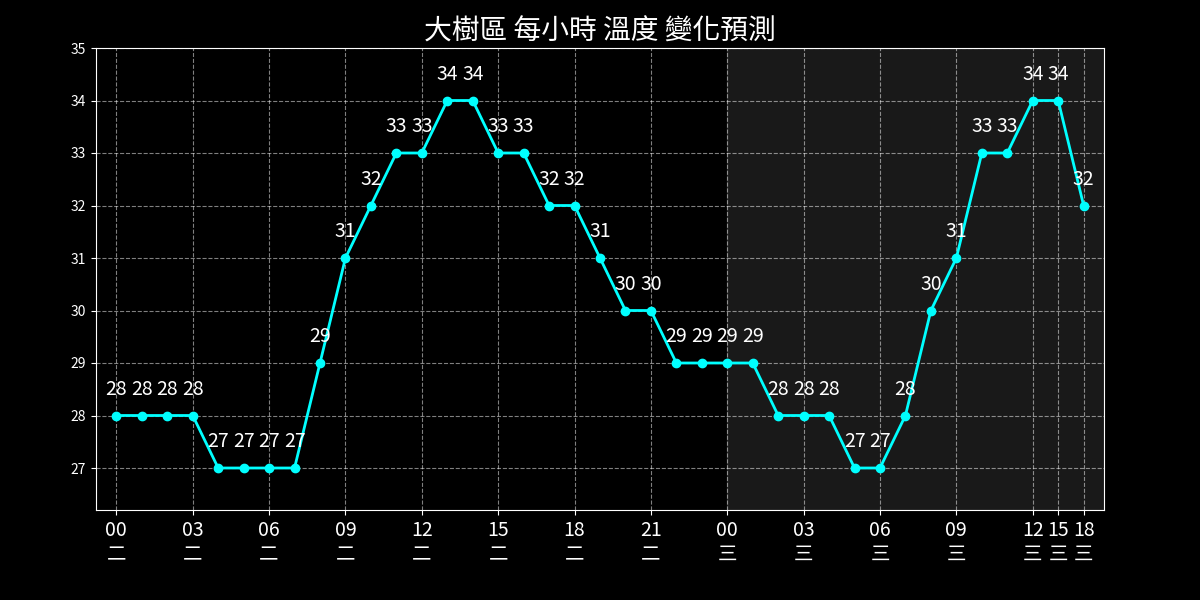 大樹區 每小時 溫度 變化預測
35
34 34 34 34
34
33 33 33 33 33 33
33
32 32 32 32
32
31 31 31
31
30 30 30
30
29 29 29 29 29
29
28 28 28 28 28 28 28 28
28
27 27 27 27 27 27
27
00 03 06 09 12 15 18 21 00 03 06 09 12 15 18
二 二 二 二 二 二 二 二 三 三 三 三 三 三 三